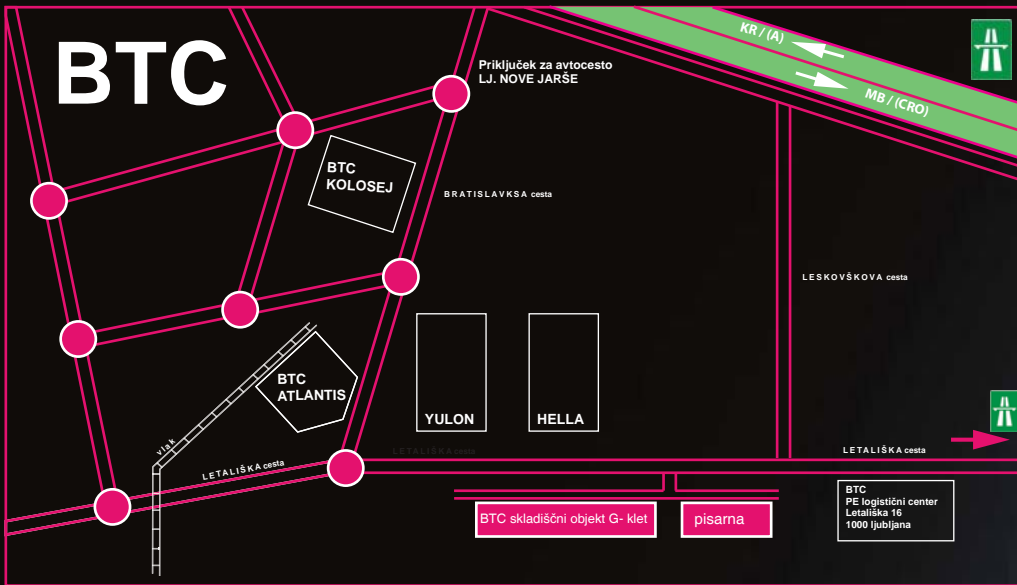 BTC
KR / (A)
MB / (CRO)
Priključek za avtocesto
LJ. NOVE JARŠE
BTC
KOLOSEJ
BRATISLAVKSA cesta
LESKOVŠKOVA cesta
BTC
ATLANTIS
YULON
HELLA
vlak
LETALIŠKA cesta
LETALIŠKA cesta
LETALIŠKA cesta
BTC skladiščni objekt G- klet
pisarna
BTC
PE logistični center
Letališka 16
1000 ljubljana